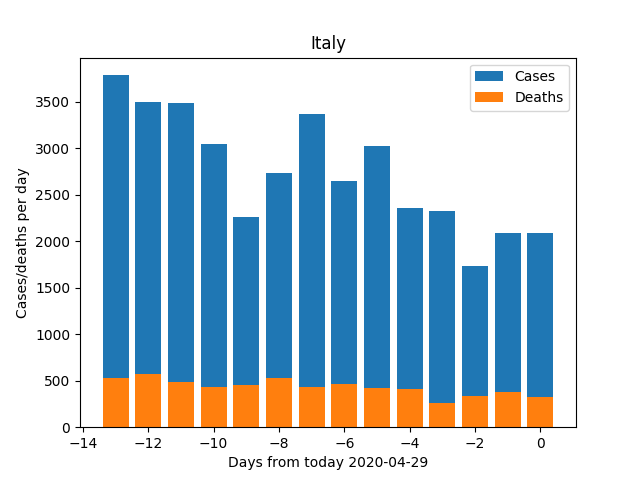 Italy
Cases
Deaths
Cases/deaths per day
3500
3000
2500
2000
1500
1000
500
0
−14 −12 −10 −8 −6 −4 −2 0
Days from today 2020-04-29